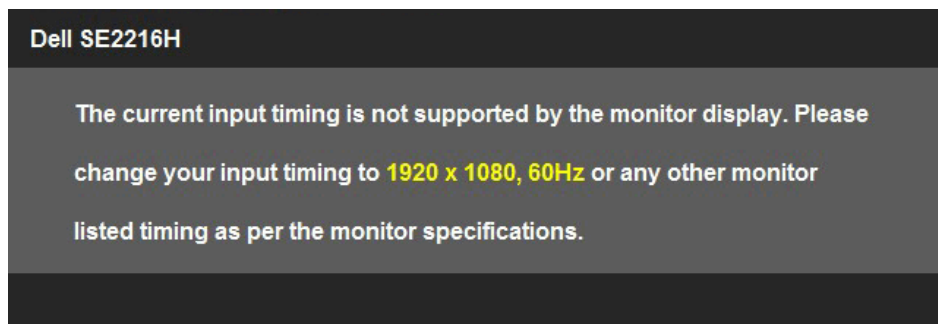 Dell SE2216H
The current input timing is not supported by the monitor display. Please
change your input timing to 1920 x 1080, 60Hz or any other monitor
listed timing as per the monitor specifications.